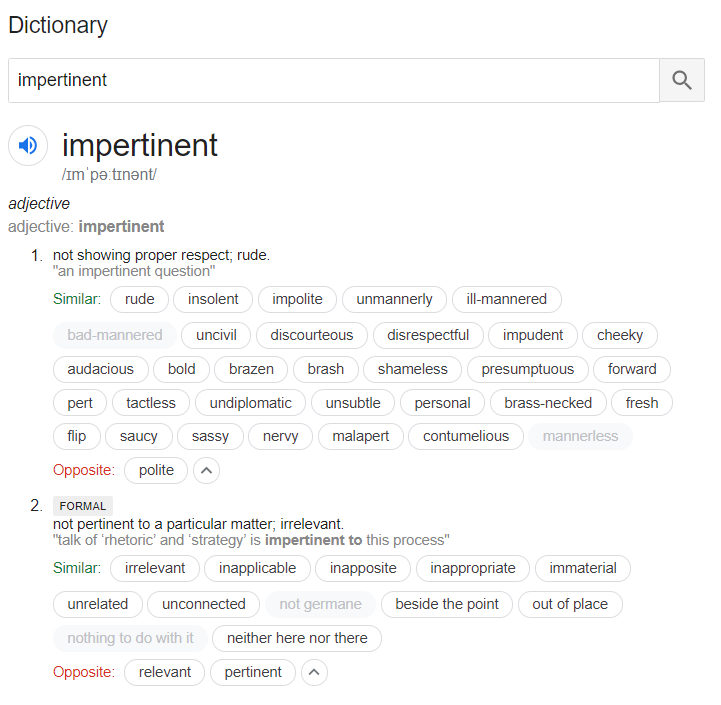 Dictionary
impertinent
impertinent
/ɪmˈpəːtɪnənt/
adjective
adjective: impertinent
1. not showing proper respect; rude.
"an impertinent question"
Similar: rude insolent impolite unmannerly ill-mannered
bad-mannered uncivil discourteous disrespectful impudent cheeky
audacious bold brazen brash shameless presumptuous forward
pert tactless undiplomatic unsubtle personal brass-necked fresh
flip saucy sassy nervy malapert contumelious mannerless
Opposite: polite
2. FORMAL
not pertinent to a particular matter; irrelevant.
"talk of ‘rhetoric’ and ‘strategy’ is impertinent to this process"
Similar: irrelevant inapplicable inapposite inappropriate immaterial
unrelated unconnected not germane beside the point out of place
nothing to do with it neither here nor there
Opposite: relevant pertinent